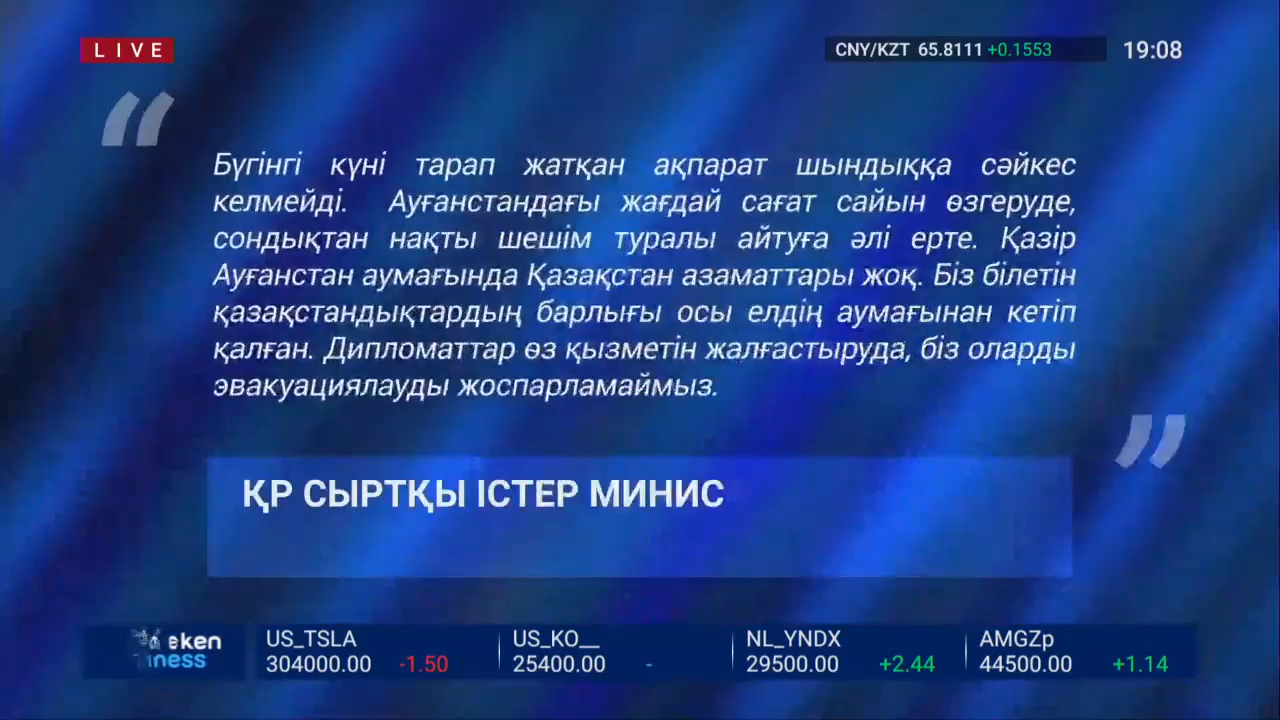 LIVE
CNY/KZT 65.8111 +0.1553
19:08
“
Бүгінгі күні тарап жатқан ақпарат шындыққа сәйкес
келмейді. Ауғанстандағы жағдай сағат сайын өзгеруде,
сондықтан нақты шешім туралы айтуға әлі ерте. Қазір
Ауғанстан аумағында Қазақстан азаматтары жоқ. Біз білетін
қазақстандықтардың барлығы осы елдің аумағынан кетіп
қалған. Дипломаттар өз қызметін жалғастыруда, біз оларды
эвакуациялауды жоспарламаймыз.
”
ҚР СЫРТҚЫ ІСТЕР МИНИС
US_TSLA
304000.00 -1.50
US_KO__
25400.00 -
NL_YNDX
29500.00 +2.44
AMGZp
44500.00 +1.14